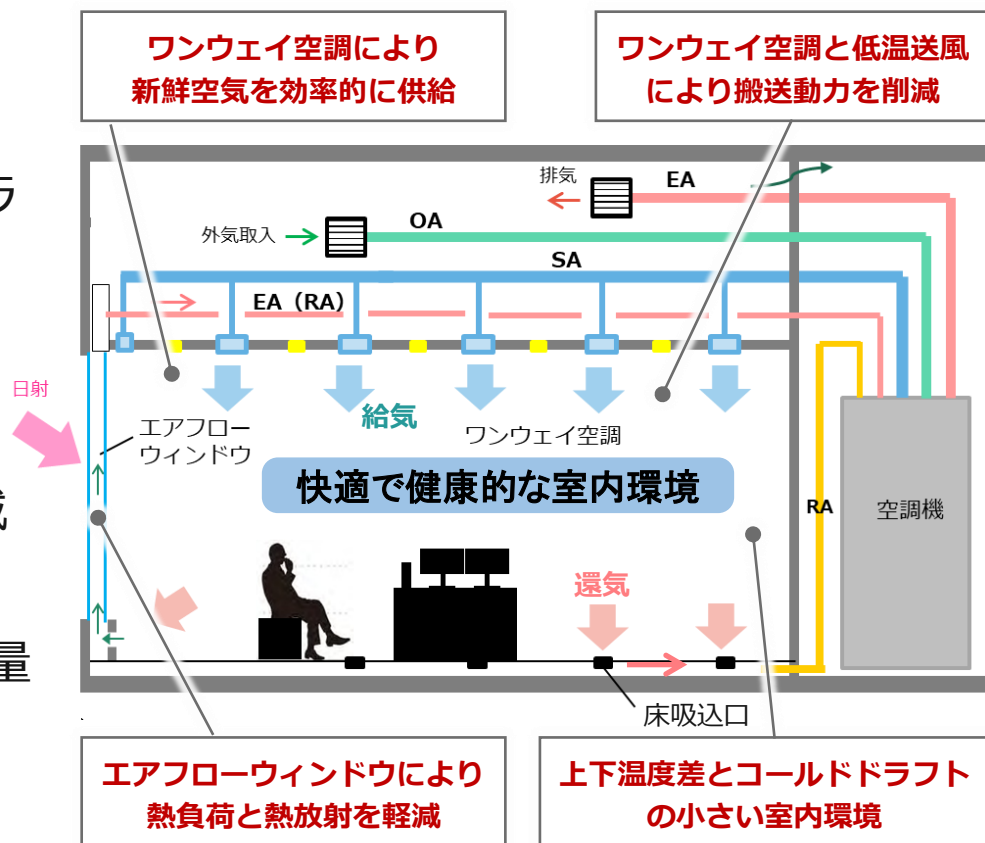 ワンウェイ空調により
新鮮空気を効率的に供給
ワンウェイ空調と低温送風
により搬送動力を削減
ラ
排気
EA
外気取入
OA
SA
EA（RA）
日射
エアフロー
ウィンドウ
給気
ワンウェイ空調
快適で健康的な室内環境
RA
空調機
還気
量
床吸込口
エアフローウィンドウにより
熱負荷と熱放射を軽減
上下温度差とコールドドラフト
の小さい室内環境